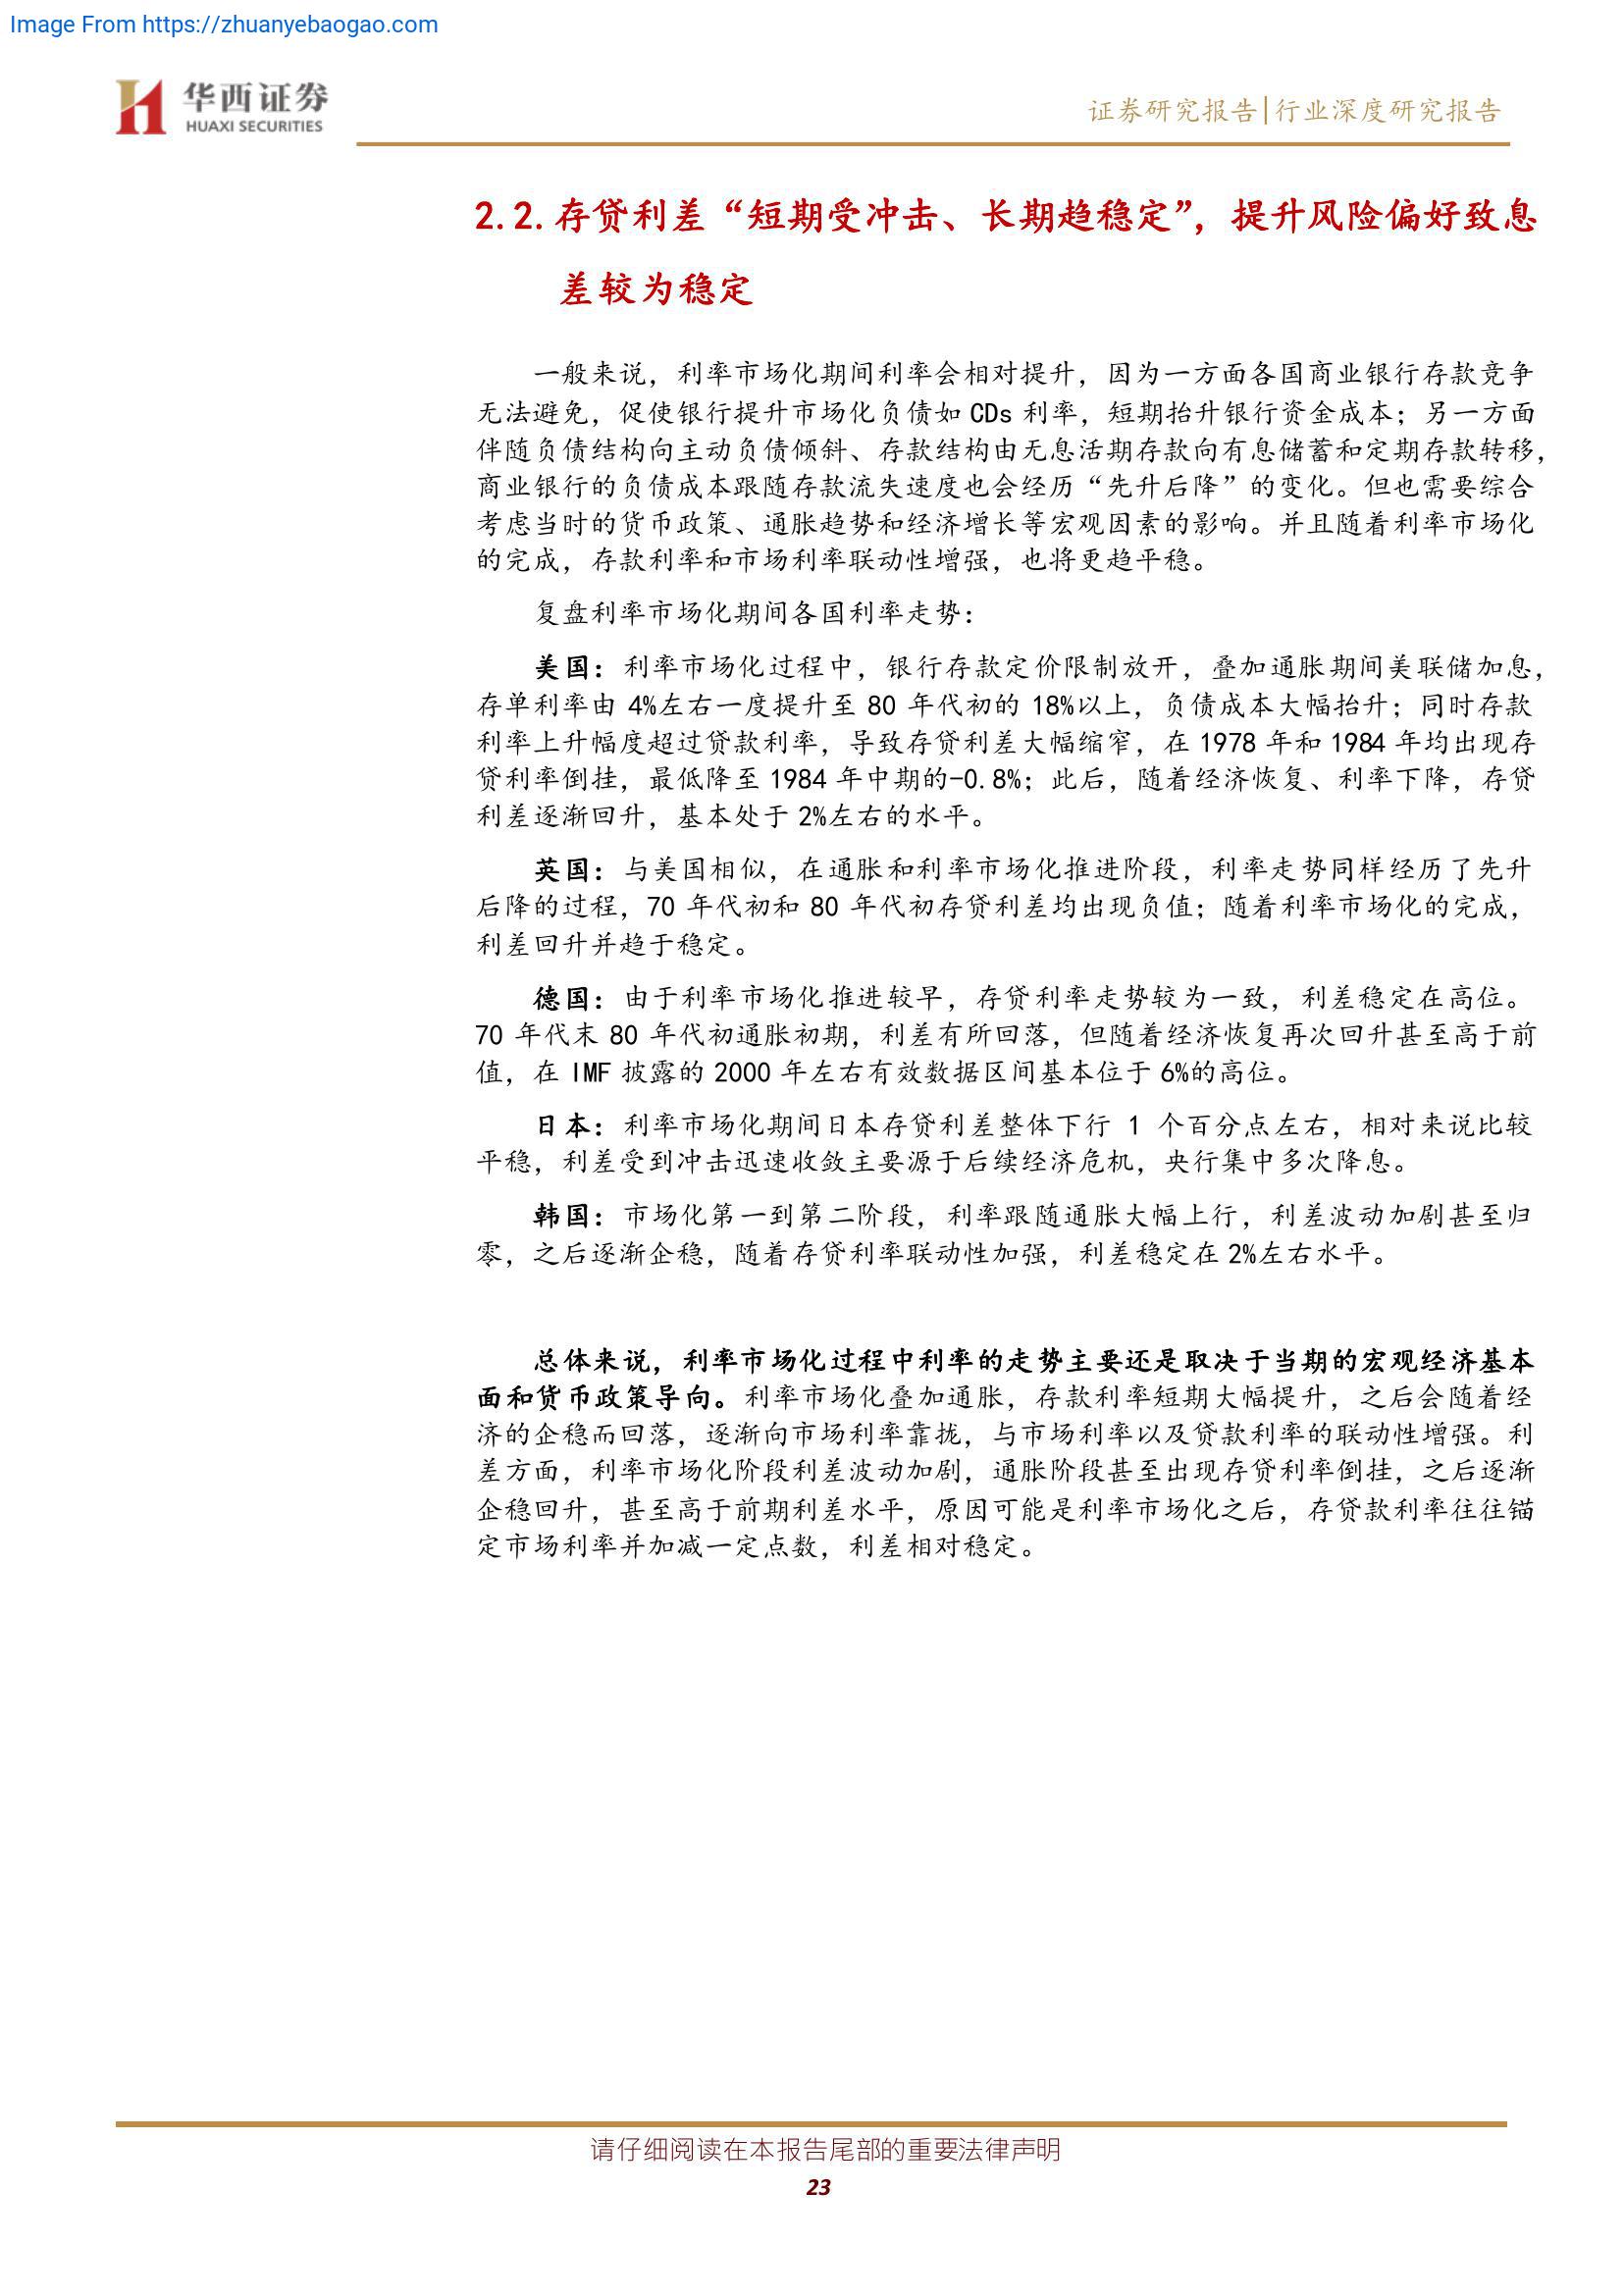 Image From https://zhuanyebaogao.com
华西证券
HUAXI SECURITIES
证券研究报告|行业深度研究报告
2.2.存贷利差“短期受冲击、长期趋稳定”，提升风险偏好致息
差较为稳定
一般来说，利率市场化期间利率会相对提升，因为一方面各国商业银行存款竞争
无法避免，促使银行提升市场化负债如 CDs 利率，短期抬升银行资金成本；另一方面
伴随负债结构向主动负债倾斜、存款结构由无息活期存款向有息储蓄和定期存款转移，
商业银行的负债成本跟随存款流失速度也会经历“先升后降”的变化。但也需要综合
考虑当时的货币政策、通胀趋势和经济增长等宏观因素的影响。并且随着利率市场化
的完成，存款利率和市场利率联动性增强，也将更趋平稳。
复盘利率市场化期间各国利率走势：
美国：利率市场化过程中，银行存款定价限制放开，叠加通胀期间美联储加息，
存单利率由 4%左右一度提升至 80 年代初的 18%以上，负债成本大幅抬升；同时存款
利率上升幅度超过贷款利率，导致存贷利差大幅缩窄，在 1978 年和 1984 年均出现存
贷利率倒挂，最低降至 1984 年中期的-0.8%；此后，随着经济恢复、利率下降，存贷
利差逐渐回升，基本处于 2%左右的水平。
英国：与美国相似，在通胀和利率市场化推进阶段，利率走势同样经历了先升
后降的过程，70 年代初和 80 年代初存贷利差均出现负值；随着利率市场化的完成，
利差回升并趋于稳定。
德国：由于利率市场化推进较早，存贷利率走势较为一致，利差稳定在高位。
70 年代末 80 年代初通胀初期，利差有所回落，但随着经济恢复再次回升甚至高于前
值，在 IMF 披露的 2000 年左右有效数据区间基本位于 6%的高位。
日本：利率市场化期间日本存贷利差整体下行 1 个百分点左右，相对来说比较
平稳，利差受到冲击迅速收敛主要源于后续经济危机，央行集中多次降息。
韩国：市场化第一到第二阶段，利率跟随通胀大幅上行，利差波动加剧甚至归
零，之后逐渐企稳，随着存贷利率联动性加强，利差稳定在 2%左右水平。
总体来说，利率市场化过程中利率的走势主要还是取决于当期的宏观经济基本
面和货币政策导向。利率市场化叠加通胀，存款利率短期大幅提升，之后会随着经
济的企稳而回落，逐渐向市场利率靠拢，与市场利率以及贷款利率的联动性增强。利
差方面，利率市场化阶段利差波动加剧，通胀阶段甚至出现存贷利率倒挂，之后逐渐
企稳回升，甚至高于前期利差水平，原因可能是利率市场化之后，存贷款利率往往锚
定市场利率并加减一定点数，利差相对稳定。
请仔细阅读在本报告尾部的重要法律声明
23